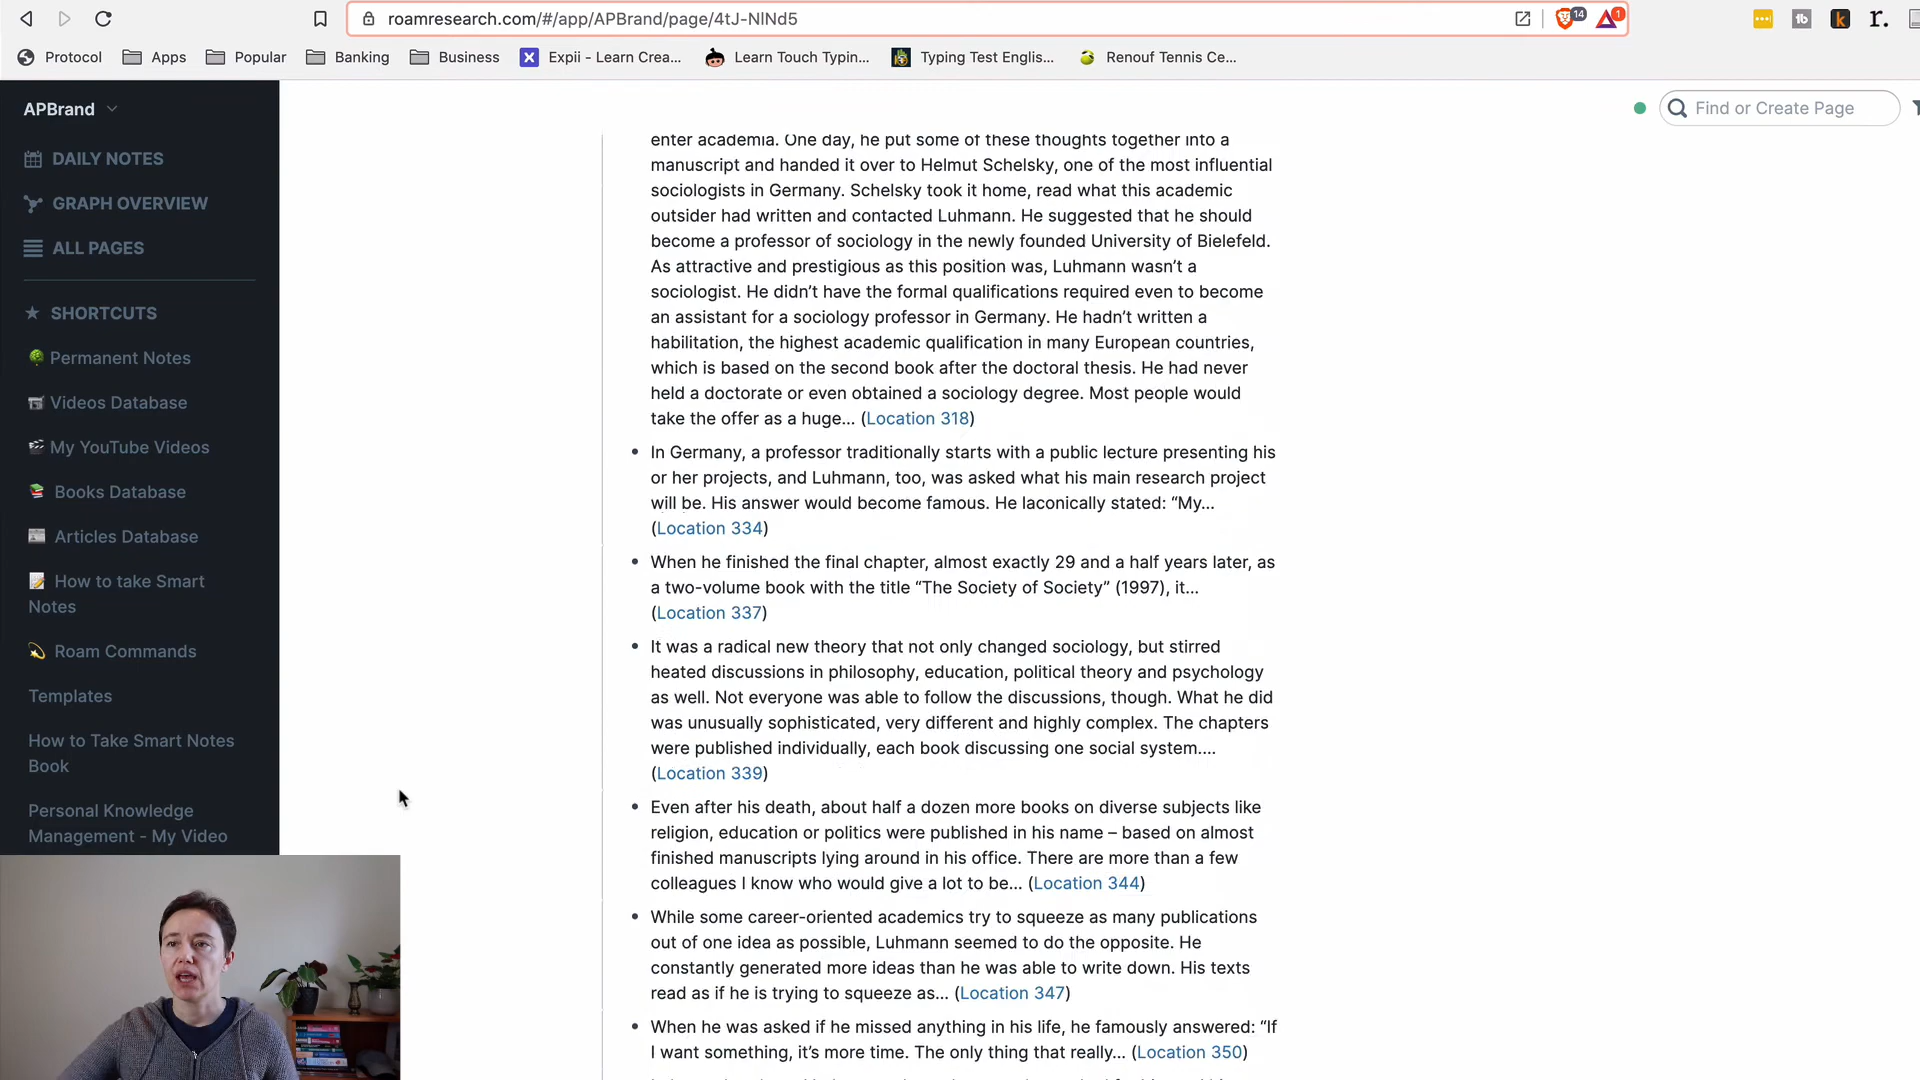 roamresearch.com/#/app/APBrand/page/4tJ-NlNd5
14
1
tb
k
r.
Protocol
Apps
Popular
Banking
Business
X
Expii - Learn Crea...
Learn Touch Typin...
Typing Test Englis...
Renouf Tennis Ce...
APBrand
Find or Create Page
DAILY NOTES
GRAPH OVERVIEW
ALL PAGES
SHORTCUTS
Permanent Notes
Videos Database
My YouTube Videos
Books Database
Articles Database
How to take Smart
Notes
Roam Commands
Templates
How to Take Smart Notes
Book
Personal Knowledge
Management - My Video
enter academia. One day, he put some of these thoughts together into a
manuscript and handed it over to Helmut Schelsky, one of the most influential
sociologists in Germany. Schelsky took it home, read what this academic
outsider had written and contacted Luhmann. He suggested that he should
become a professor of sociology in the newly founded University of Bielefeld.
As attractive and prestigious as this position was, Luhmann wasn’t a
sociologist. He didn’t have the formal qualifications required even to become
an assistant for a sociology professor in Germany. He hadn’t written a
habilitation, the highest academic qualification in many European countries,
which is based on the second book after the doctoral thesis. He had never
held a doctorate or even obtained a sociology degree. Most people would
take the offer as a huge... (Location 318)
• In Germany, a professor traditionally starts with a public lecture presenting his
or her projects, and Luhmann, too, was asked what his main research project
will be. His answer would become famous. He laconically stated: “My...
(Location 334)
• When he finished the final chapter, almost exactly 29 and a half years later, as
a two-volume book with the title “The Society of Society” (1997), it...
(Location 337)
• It was a radical new theory that not only changed sociology, but stirred
heated discussions in philosophy, education, political theory and psychology
as well. Not everyone was able to follow the discussions, though. What he did
was unusually sophisticated, very different and highly complex. The chapters
were published individually, each book discussing one social system....
(Location 339)
• Even after his death, about half a dozen more books on diverse subjects like
religion, education or politics were published in his name – based on almost
finished manuscripts lying around in his office. There are more than a few
colleagues I know who would give a lot to be... (Location 344)
• While some career-oriented academics try to squeeze as many publications
out of one idea as possible, Luhmann seemed to do the opposite. He
constantly generated more ideas than he was able to write down. His texts
read as if he is trying to squeeze as... (Location 347)
• When he was asked if he missed anything in his life, he famously answered: “If
I want something, it’s more time. The only thing that really... (Location 350)